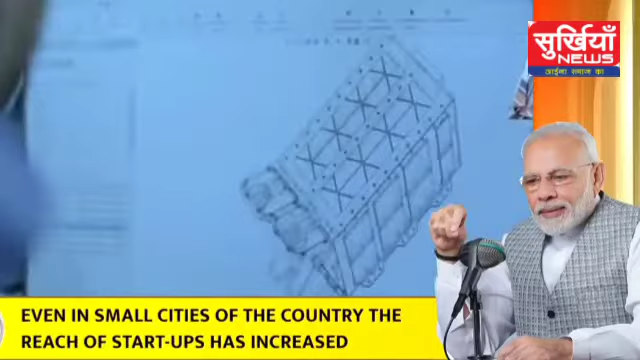 सुर्खियाँ
NEWS
आईना समाज का
EVEN IN SMALL CITIES OF THE COUNTRY THE
REACH OF START-UPS HAS INCREASED